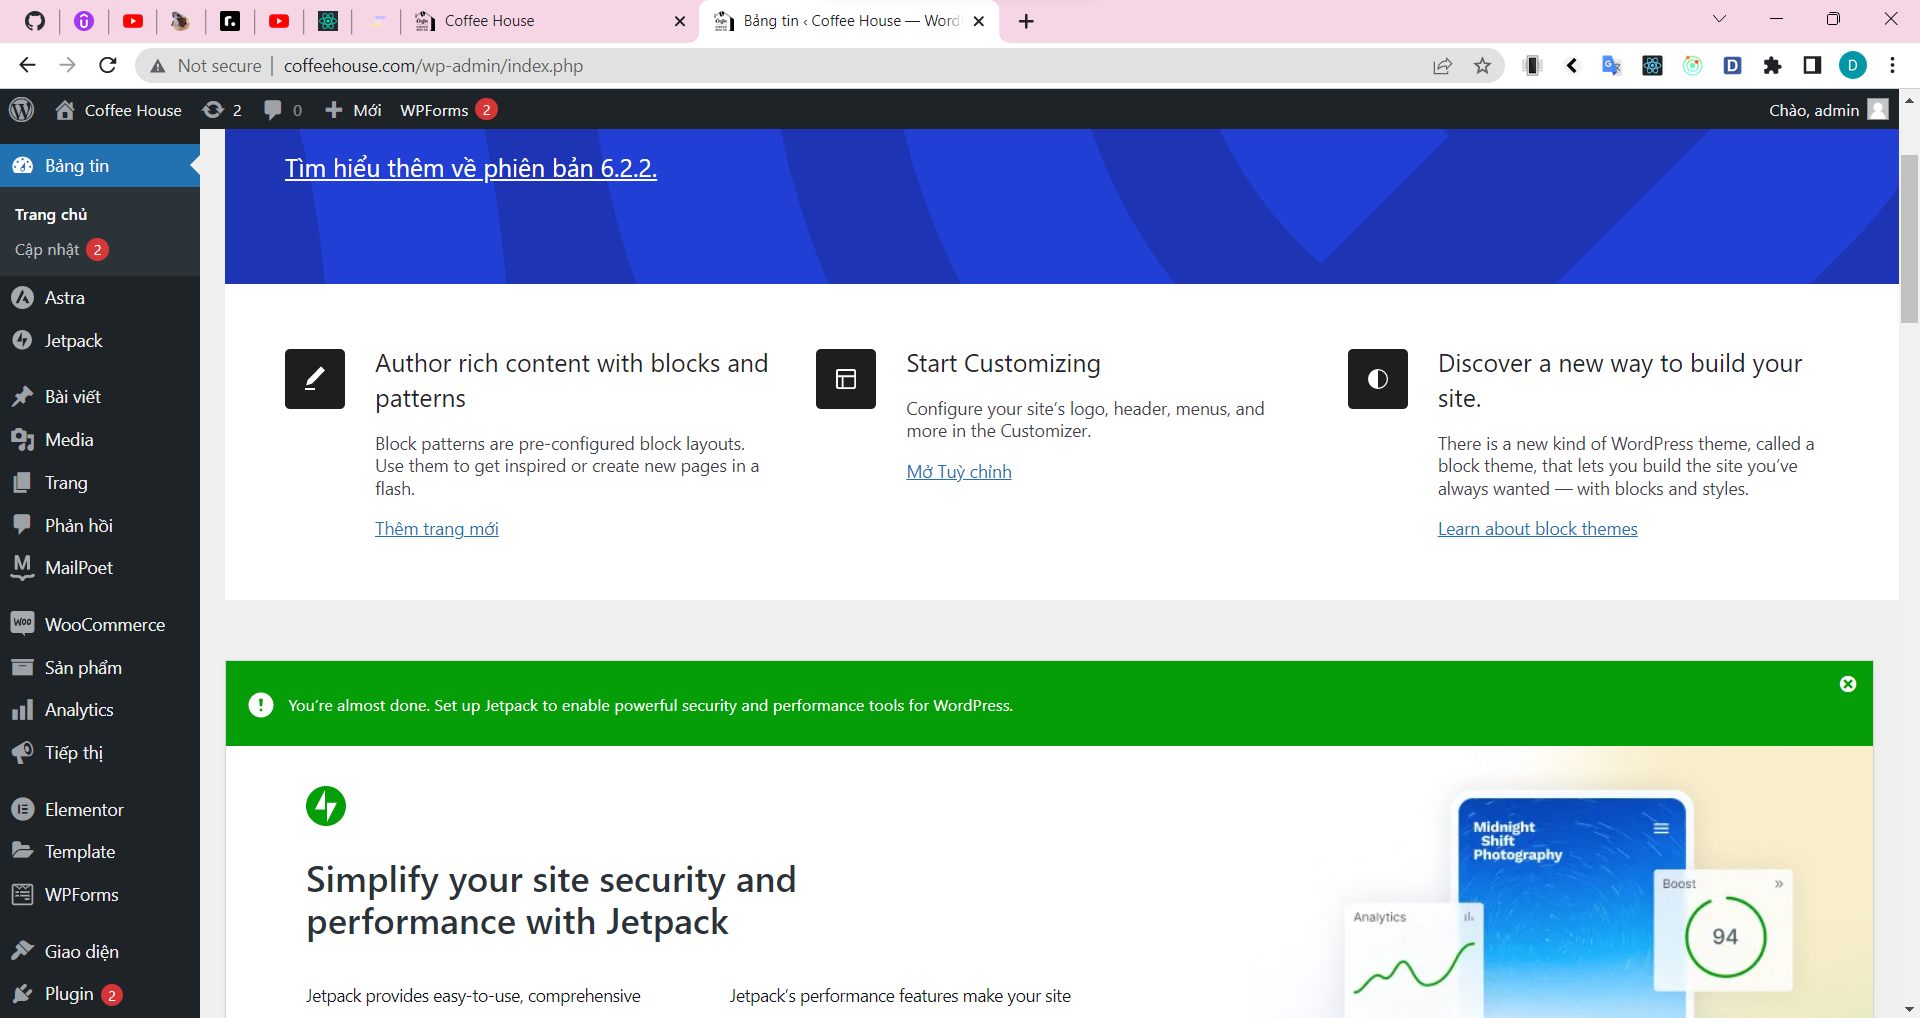 Coffee House
Bảng tin ‹ Coffee House — Word
Not secure
coffeehouse.com/wp-admin/index.php
D
D
Coffee House
2
0
Mới
WPForms 2
Chào, admin
Bảng tin
Trang chủ
Cập nhật 2
Astra
Jetpack
Bài viết
Media
Trang
Phản hồi
MailPoet
WooCommerce
Sản phẩm
Analytics
Tiếp thị
Elementor
Template
WPForms
Giao diện
Plugin 2
Tìm hiểu thêm về phiên bản 6.2.2.
Author rich content with blocks and
patterns
Block patterns are pre-configured block layouts.
Use them to get inspired or create new pages in a
flash.
Thêm trang mới
Start Customizing
Configure your site’s logo, header, menus, and
more in the Customizer.
Mở Tuỳ chỉnh
Discover a new way to build your
site.
There is a new kind of WordPress theme, called a
block theme, that lets you build the site you’ve
always wanted — with blocks and styles.
Learn about block themes
You’re almost done. Set up Jetpack to enable powerful security and performance tools for WordPress.
Simplify your site security and
performance with Jetpack
Jetpack provides easy-to-use, comprehensive
Jetpack’s performance features make your site
Midnight
Shift
Photography
Boost
94
Analytics